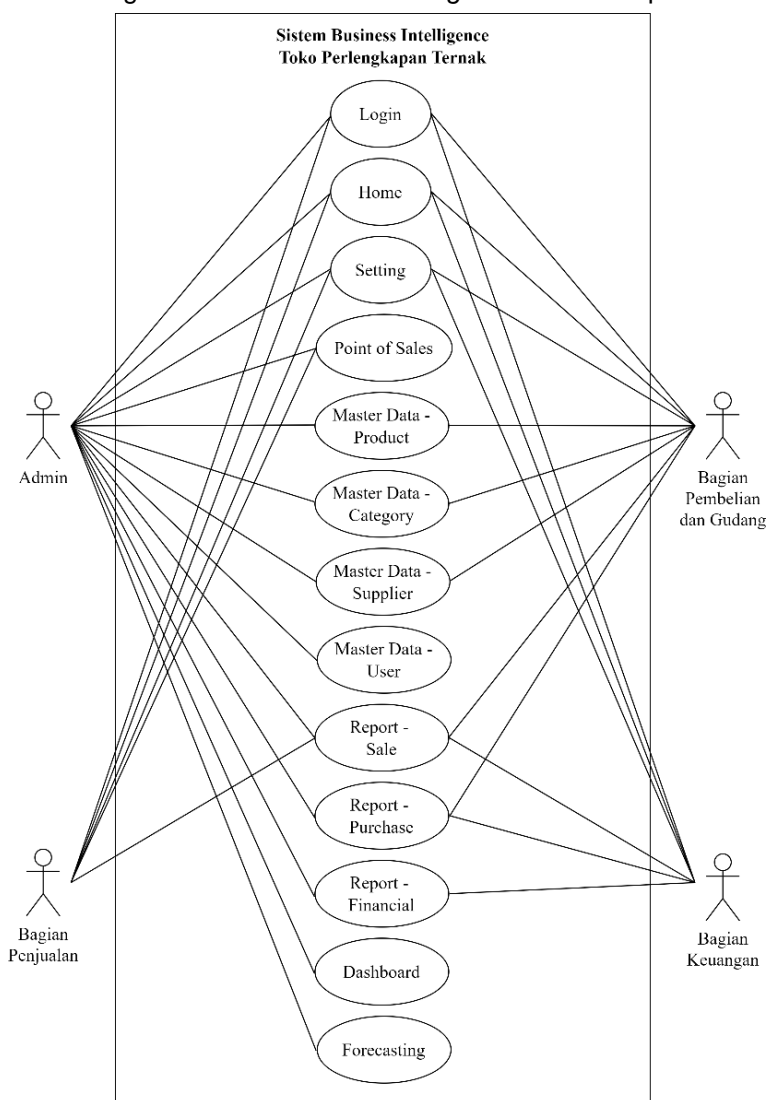 Sistem Business Intelligence
Toko Perlengkapan Ternak
Login
Home
Setting
Point of Sales
Master Data -
Product
Admin
Bagian
Pembelian
dan Gudang
Master Data -
Category
Master Data -
Supplier
Master Data -
User
Report -
Sale
Report -
Purchase
Report -
Financial
Bagian
Penjualan
Bagian
Keuangan
Dashboard
Forecasting